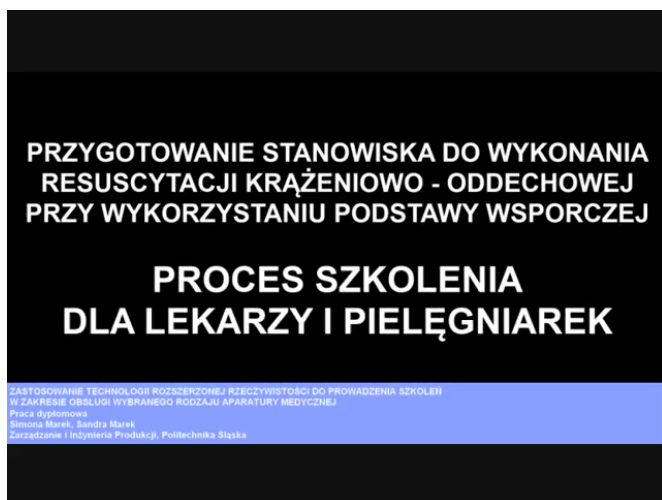 PRZYGOTOWANIE STANOWISKA DO WYKONANIA
RESUSCYTACJI KRĄŻENIOWO - ODDECHOWEJ
PRZY WYKORZYSTANIU PODSTAWY WSPORCZEJ
PROCES SZKOLENIA
DLA LEKARZY I PIELĘGNIAREK
ZASTOSOWANIE TECHNOLOGII ROZSZERZONEJ RZECZYWISTOŚCI DO PROWADZENIA SZKOLEŃ
W ZAKRESIE OBSŁUGI WYBRANEGO RODZAJU APARATURY MEDYCZNEJ
Praca dyplomowa
Simona Marek, Sandra Marek
Zarządzanie i Inżynieria Produkcji, Politechnika Śląska